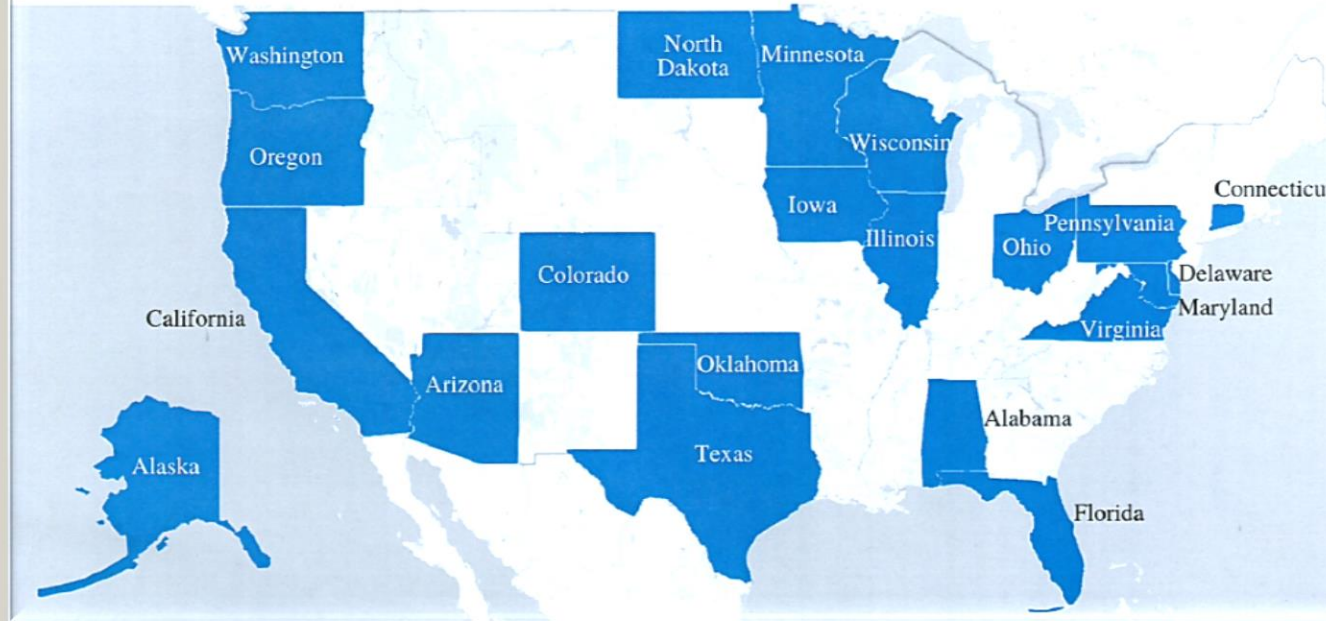 Washington
North
Dakota
Minnesota
Oregon
Wisconsin
Connecticu
Iowa
Pennsylvania
Illinois
Ohio
Colorado
Delaware
Maryland
California
Virginia
Oklahoma
Arizona
Alabama
Texas
Alaska
Florida